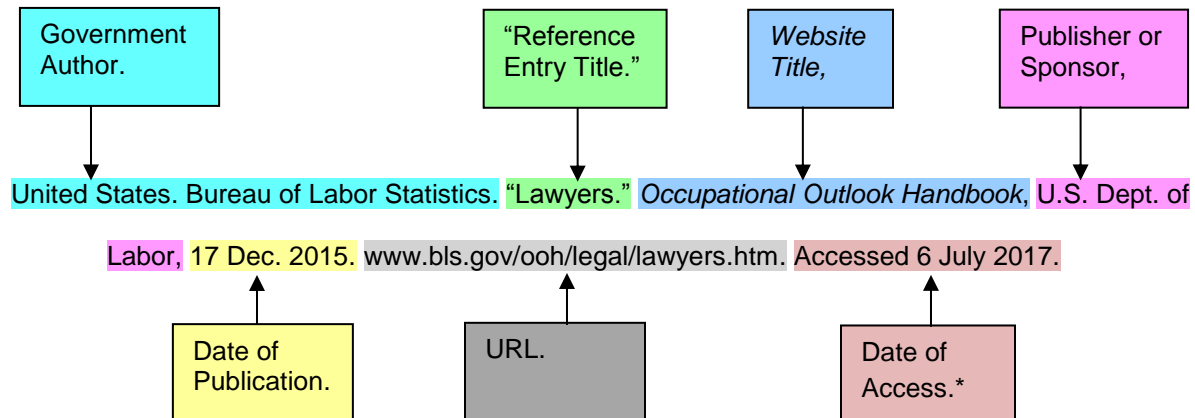 Government
Author.
“Reference
Entry Title.”
Website
Title,
Publisher or
Sponsor,
United States. Bureau of Labor Statistics. “Lawyers.” Occupational Outlook Handbook, U.S. Dept. of
Labor, 17 Dec. 2015. www.bls.gov/ooh/legal/lawyers.htm. Accessed 6 July 2017.
Date of
Publication.
URL.
Date of
Access.*